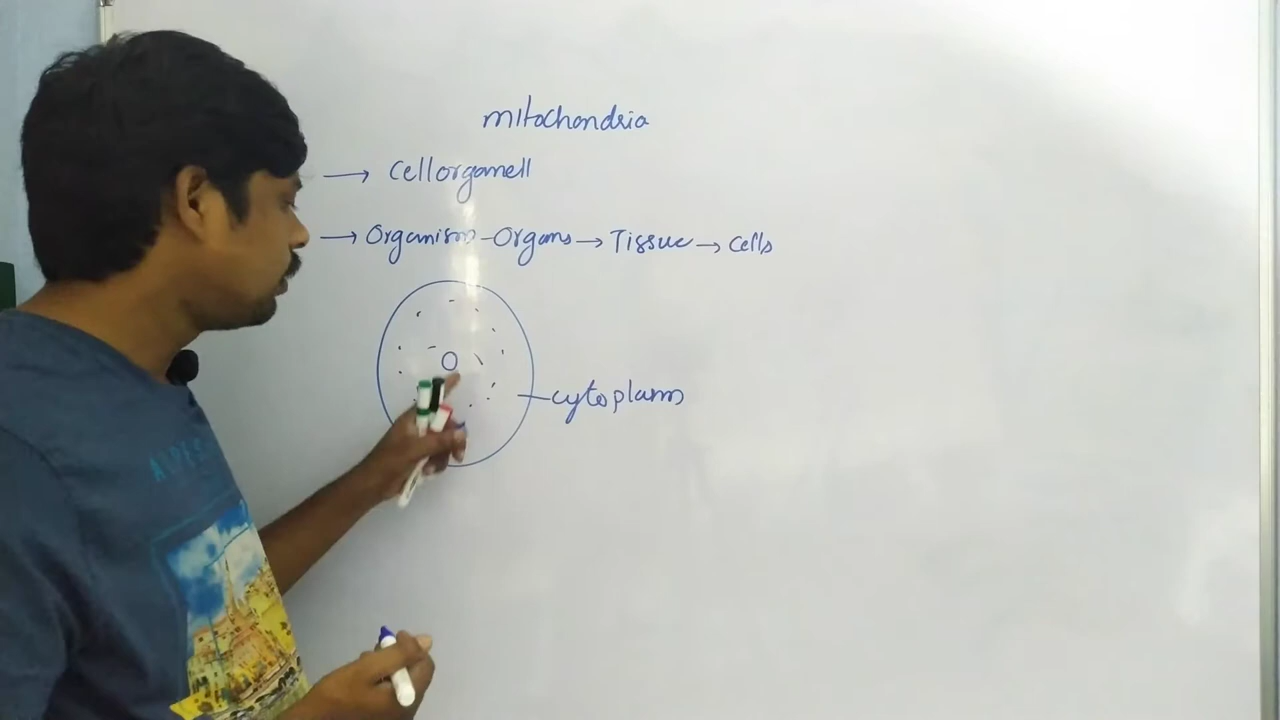 mitochondria
→ Cellorganell
→ Organism - Organs → Tissue → cells
cytoplasm